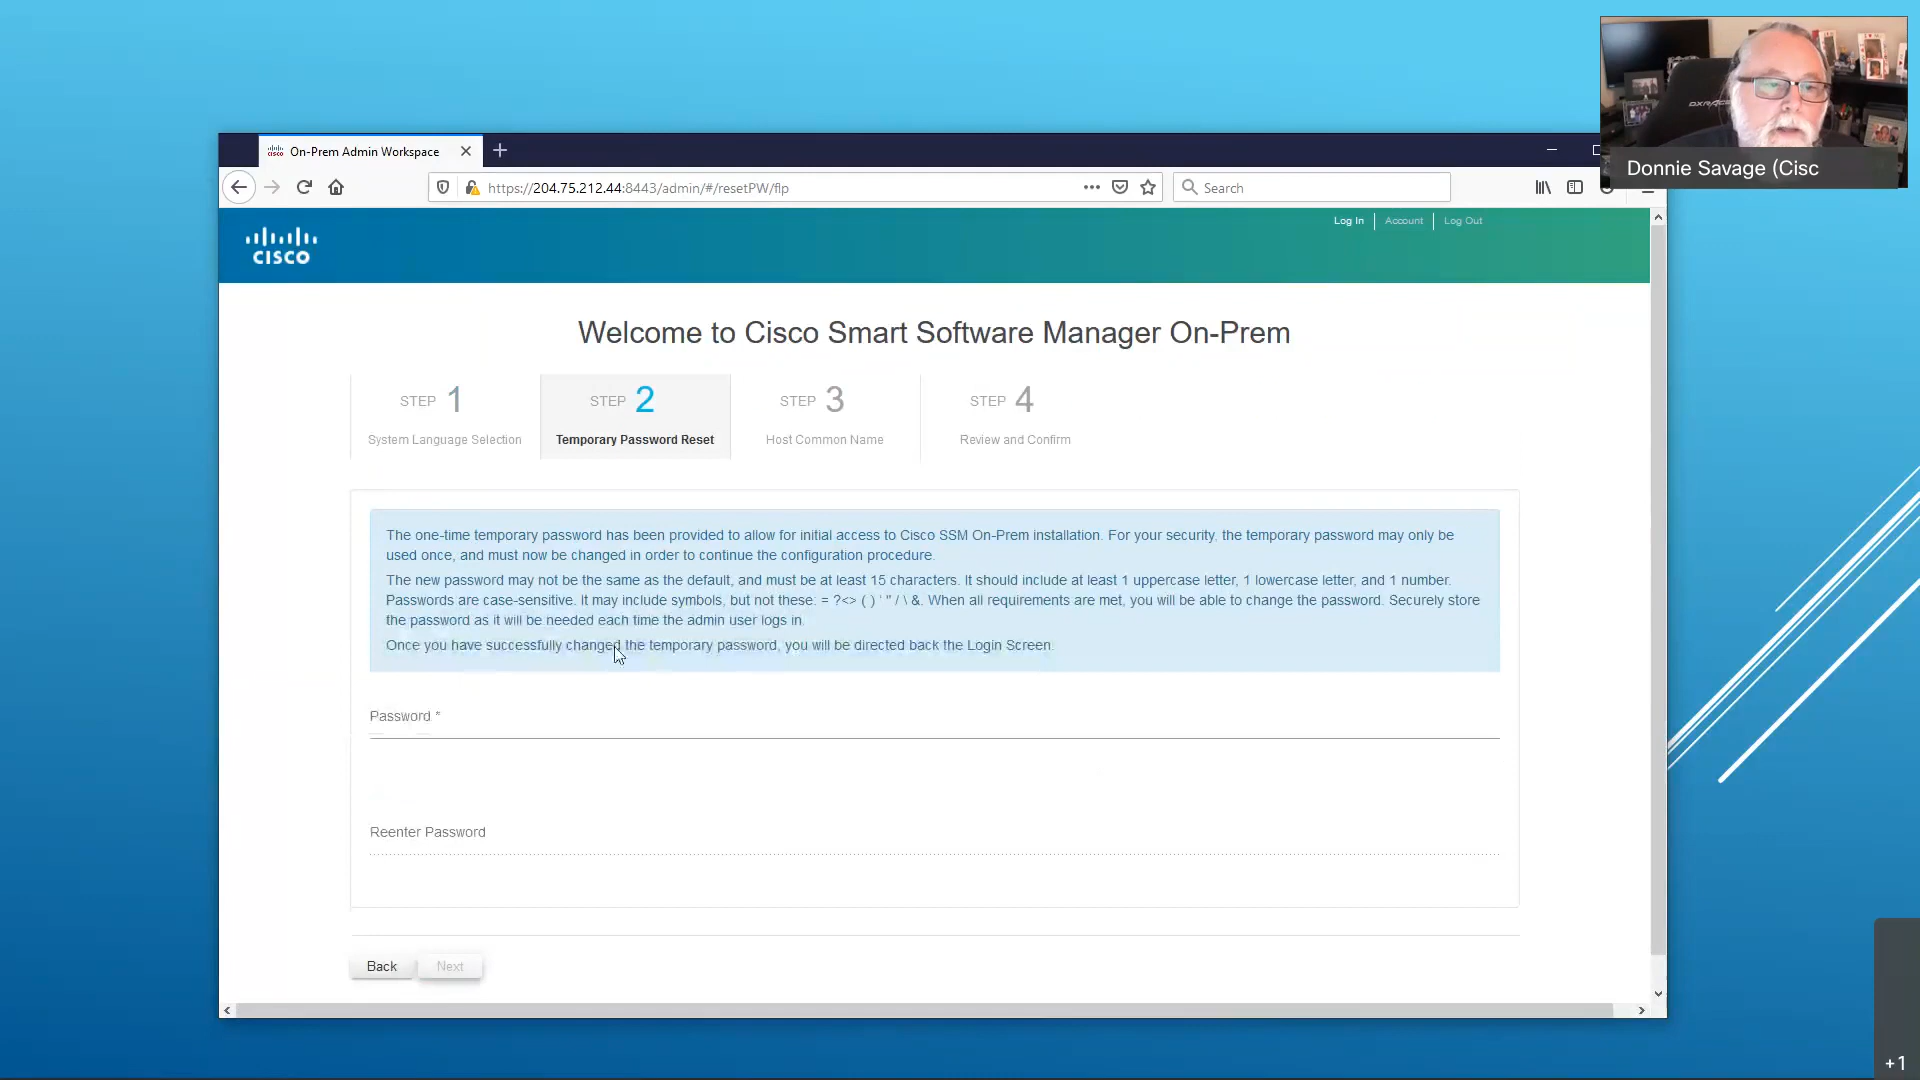 On-Prem Admin Workspace
https://204.75.212.44:8443/admin/#/resetPW/flp
Search
Donnie Savage (Cisc
Log In
Account
Log Out
CISCO
Welcome to Cisco Smart Software Manager On-Prem
STEP 1
System Language Selection
STEP 2
Temporary Password Reset
STEP 3
Host Common Name
STEP 4
Review and Confirm
The one-time temporary password has been provided to allow for initial access to Cisco SSM On-Prem installation. For your security, the temporary password may only be
used once, and must now be changed in order to continue the configuration procedure.
The new password may not be the same as the default, and must be at least 15 characters. It should include at least 1 uppercase letter, 1 lowercase letter, and 1 number.
Passwords are case-sensitive. It may include symbols, but not these: = ?<> ( ) ' " / \ &. When all requirements are met, you will be able to change the password. Securely store
the password as it will be needed each time the admin user logs in.
Once you have successfully changed the temporary password, you will be directed back the Login Screen.
Password *
Reenter Password
Back
Next
+1